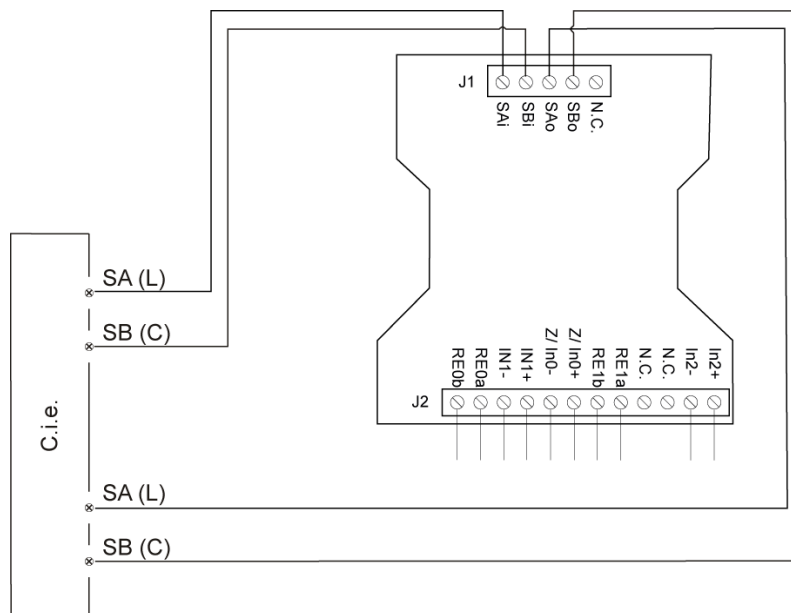 J1
SAi
SBi
SAo
SBo
N.C.
SA (L)
SB (C)
C.i.e.
SA (L)
SB (C)
J2
RE0b
RE0a
IN1-
IN1+
Z/ In0-
Z/ In0+
RE1b
RE1a
N.C.
N.C.
In2-
In2+